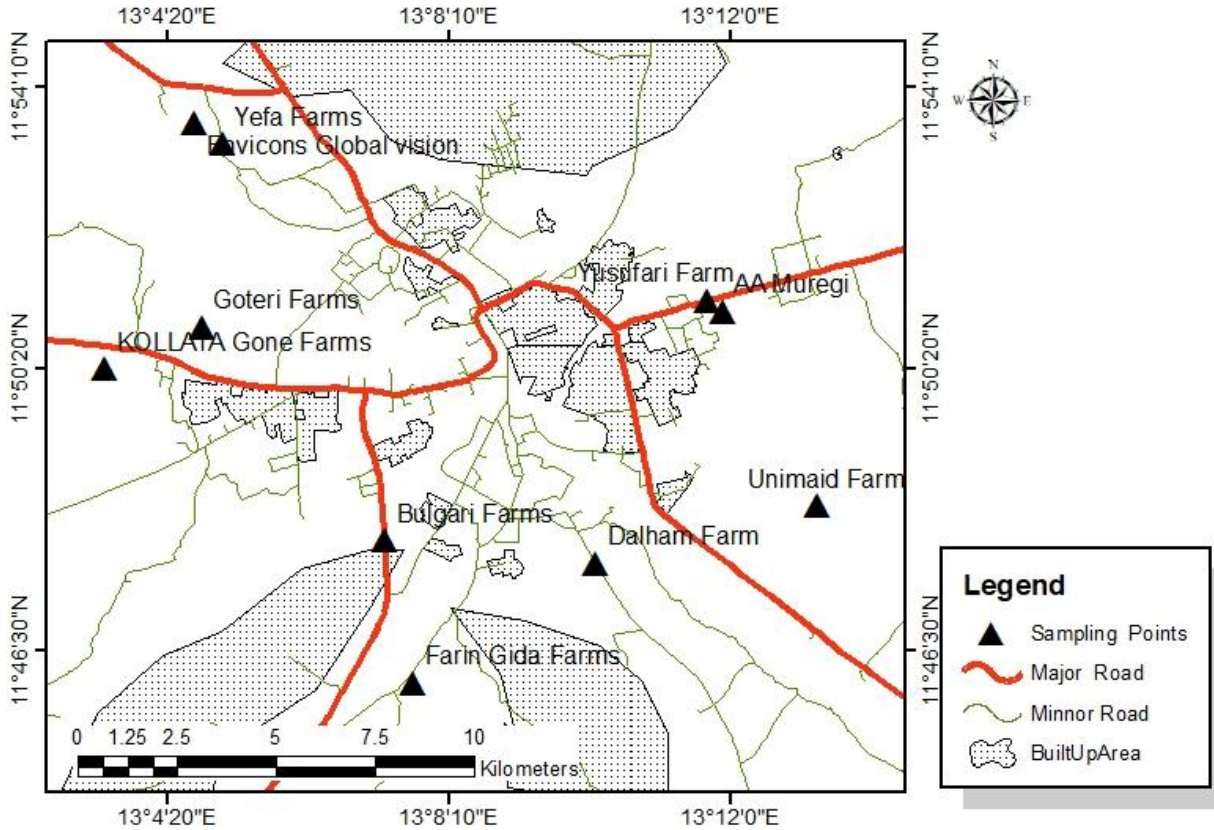 13°4'20"E 13°8'10"E 13°12'0"E
11°54'10"N
11°54'10"N
N
W E
S
Yefa Farms
Envicons Global vision
Yusufari Farm
AA Muregi
Goteri Farms
KOLLATA Gone Farms
11°50'20"N
11°50'20"N
Unimaid Farm
Bulgari Farms
Dalham Farm
11°46'30"N
11°46'30"N
Farin Gida Farms
0 1.25 2.5 5 7.5 10
Kilometers
13°4'20"E 13°8'10"E 13°12'0"E
Legend
Sampling Points
Major Road
Minnor Road
BuiltUpArea